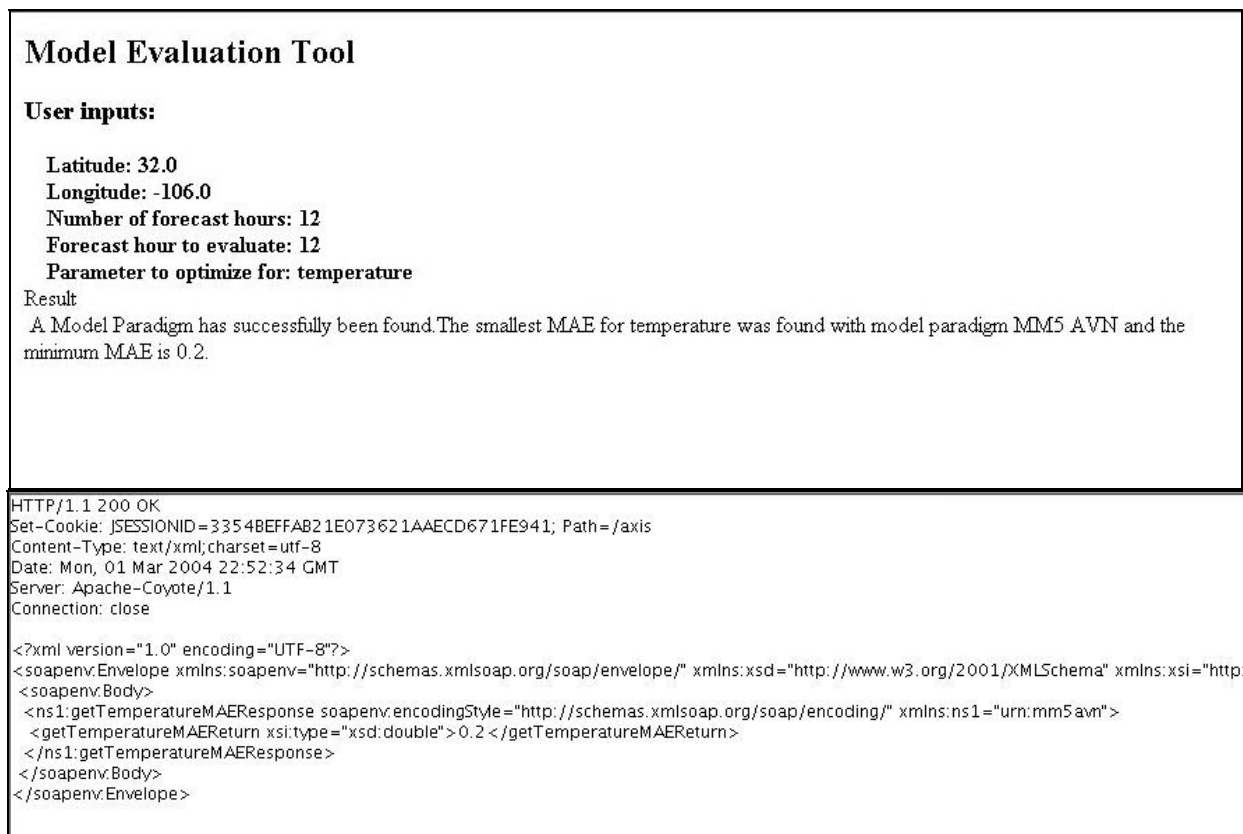 Model Evaluation Tool
User inputs:
Latitude: 32.0
Longitude: -106.0
Number of forecast hours: 12
Forecast hour to evaluate: 12
Parameter to optimize for: temperature
Result
A Model Paradigm has successfully been found.The smallest MAE for temperature was found with model paradigm MM5 AVN and the
minimum MAE is 0.2.
HTTP/1.1 200 OK
Set-Cookie: JSESSIONID=3354BEFFAB21E073621AAECD671FE941; Path=/axis
Content-Type: text/xml;charset=utf-8
Date: Mon, 01 Mar 2004 22:52:34 GMT
Server: Apache-Coyote/1.1
Connection: close
<?xml version="1.0" encoding="UTF-8"?>
<soapenv:Envelope xmlns:soapenv="http://schemas.xmlsoap.org/soap/envelope/" xmlns:xsd="http://www.w3.org/2001/XMLSchema" xmlns:xsi="http:
<soapenv:Body>
<ns1:getTemperatureMAEResponse soapenv:encodingStyle="http://schemas.xmlsoap.org/soap/encoding/" xmlns:ns1="urn:mm5avn">
<getTemperatureMAEReturn xsi:type="xsd:double">0.2</getTemperatureMAEReturn>
</ns1:getTemperatureMAEResponse>
</soapenv:Body>
</soapenv:Envelope>